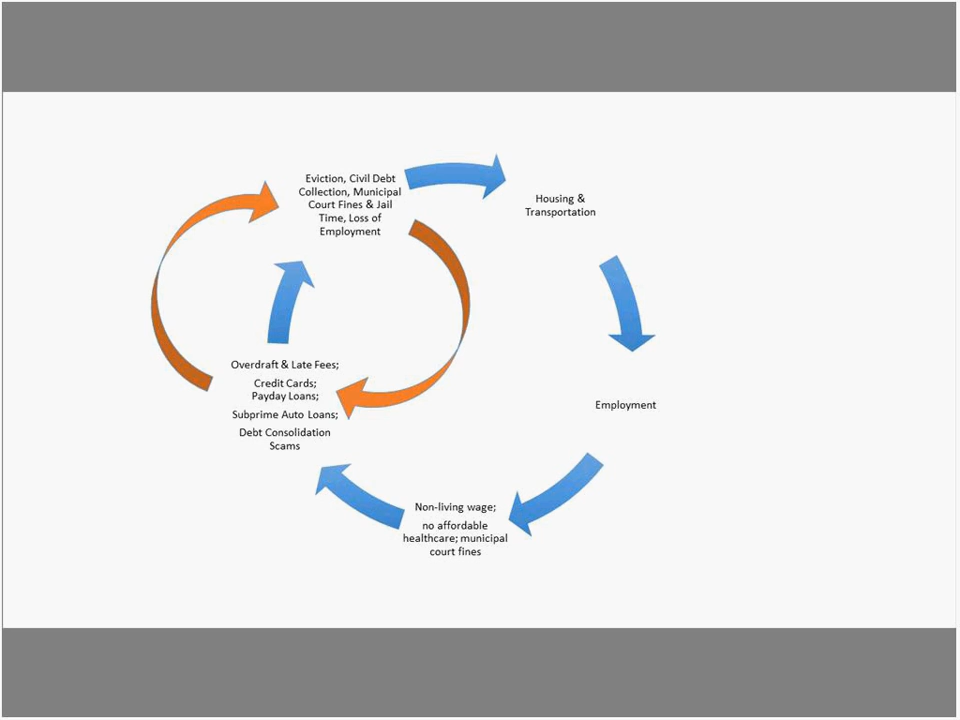 Eviction, Civil Debt
Collection, Municipal
Court Fines & Jail
Time, Loss of
Employment
Housing &
Transportation
Employment
Non-living wage;
no affordable
healthcare; municipal
court fines
Overdraft & Late Fees;
Credit Cards;
Payday Loans;
Subprime Auto Loans;
Debt Consolidation
Scams